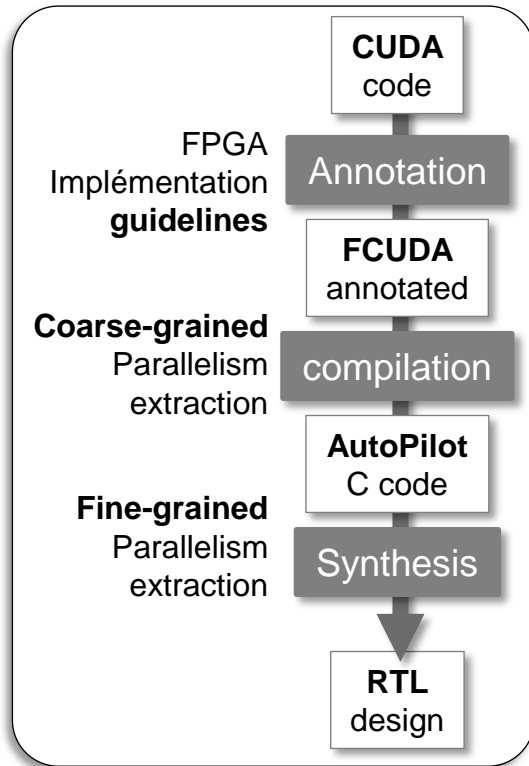 CUDA
code
FPGA
Implémentation
guidelines
Annotation
FCUDA
annotated
Coarse-grained
Parallelism
extraction
compilation
AutoPilot
C code
Fine-grained
Parallelism
extraction
Synthesis
RTL
design